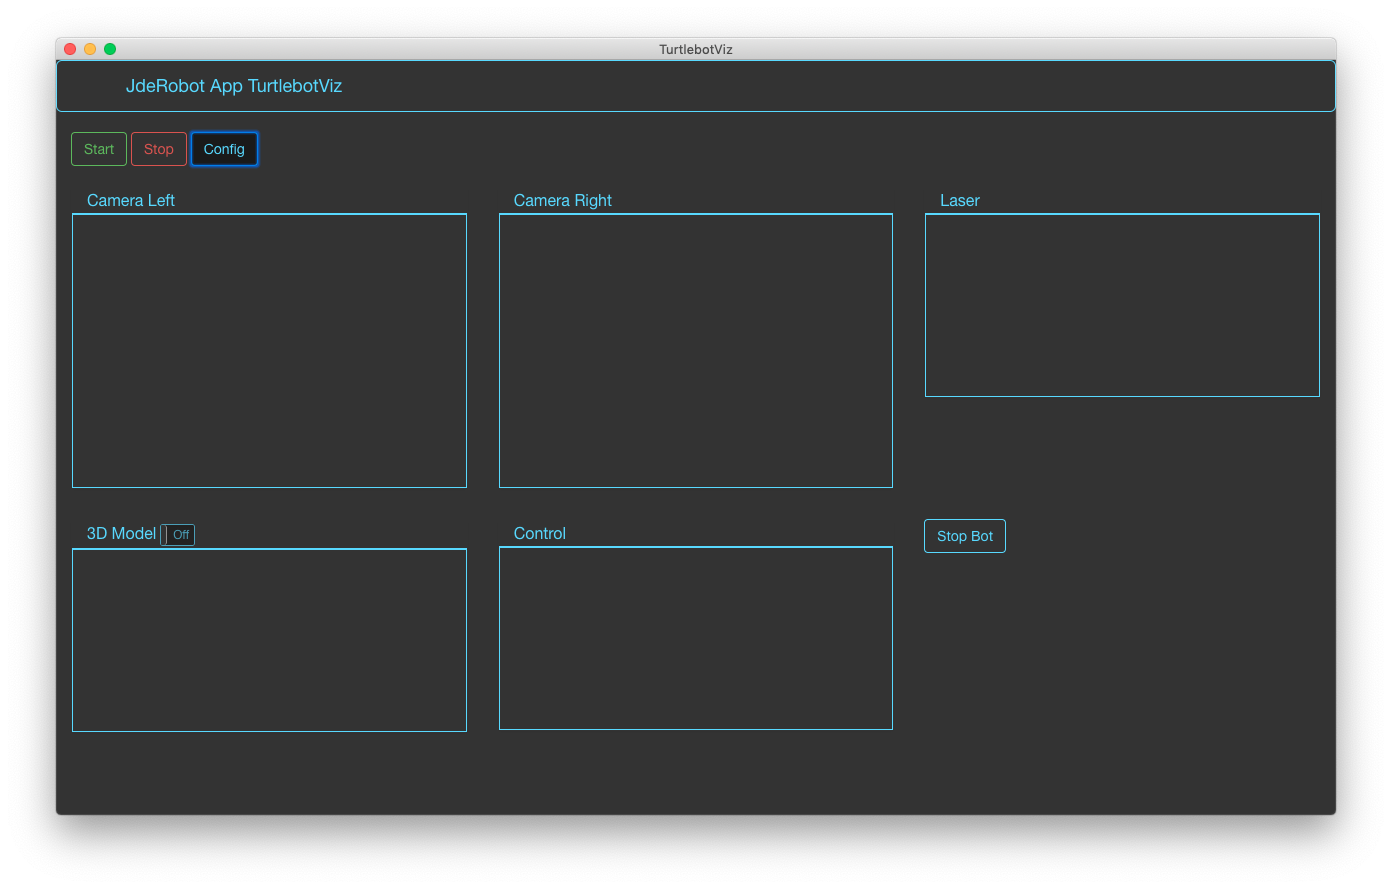 TurtlebotViz
JdeRobot App TurtlebotViz
Start Stop Config
Camera Left Camera Right Laser
3D Model Off Control Stop Bot